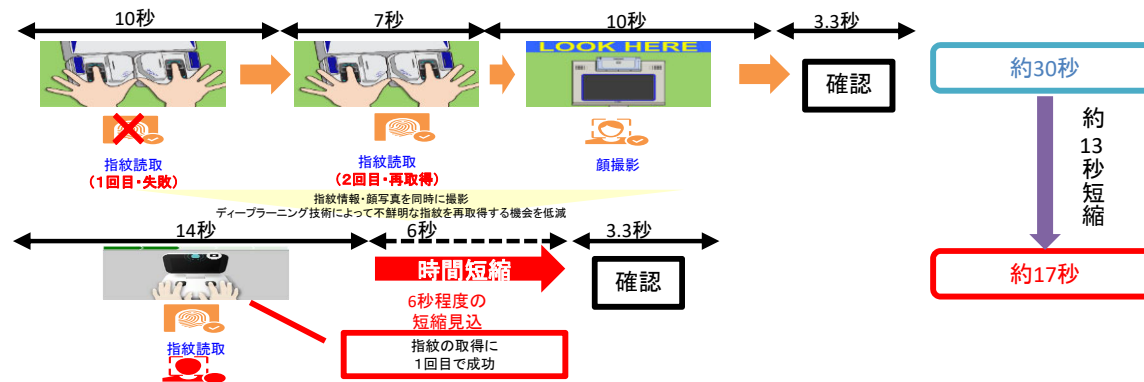 10秒
7秒
10秒
3.3秒
LOOK HERE
確認
指紋読取
(1回目・失敗)
指紋読取
(2回目・再取得)
顔撮影
指紋情報・顔写真を同時に撮影
ディープラーニング技術によって不鮮明な指紋を再取得する機会を低減
14秒
6秒
3.3秒
時間短縮
確認
6秒程度の
短縮見込
指紋読取
指紋の取得に
1回目で成功
約30秒
約13秒短縮
約17秒